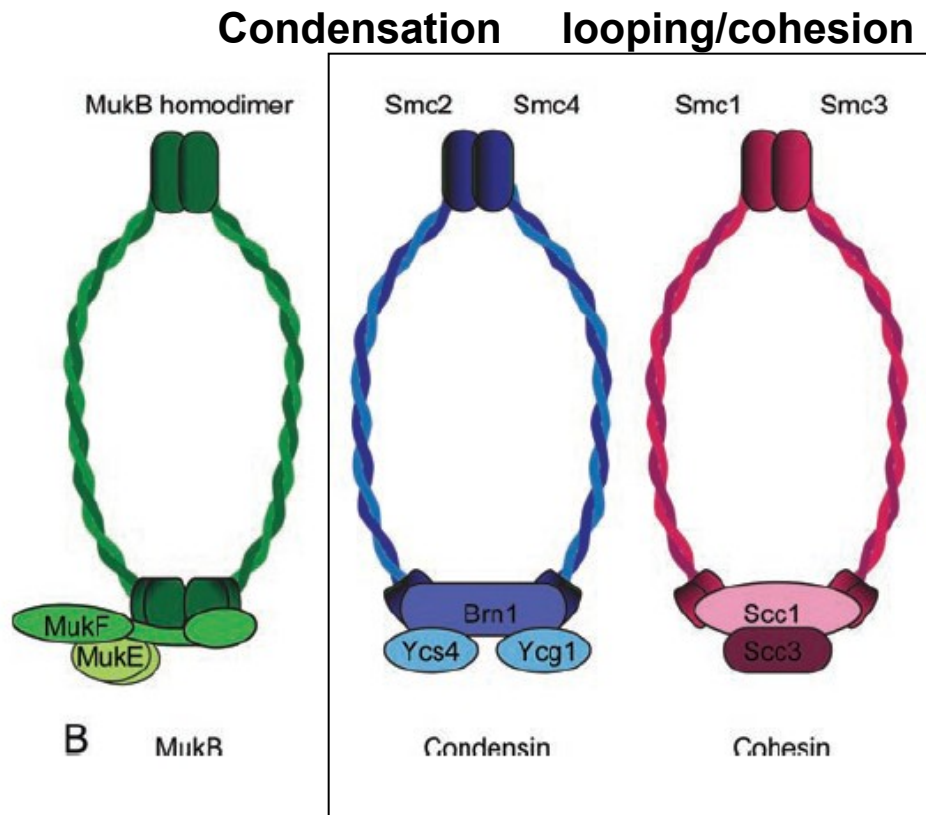 Condensation looping/cohesion
MukB homodimer Smc2 Smc4 Smc1 Smc3
MukF Brn1 Scc1
MukE Ycs4 Ycg1 Scc3
B MukB Condensin Cohesin